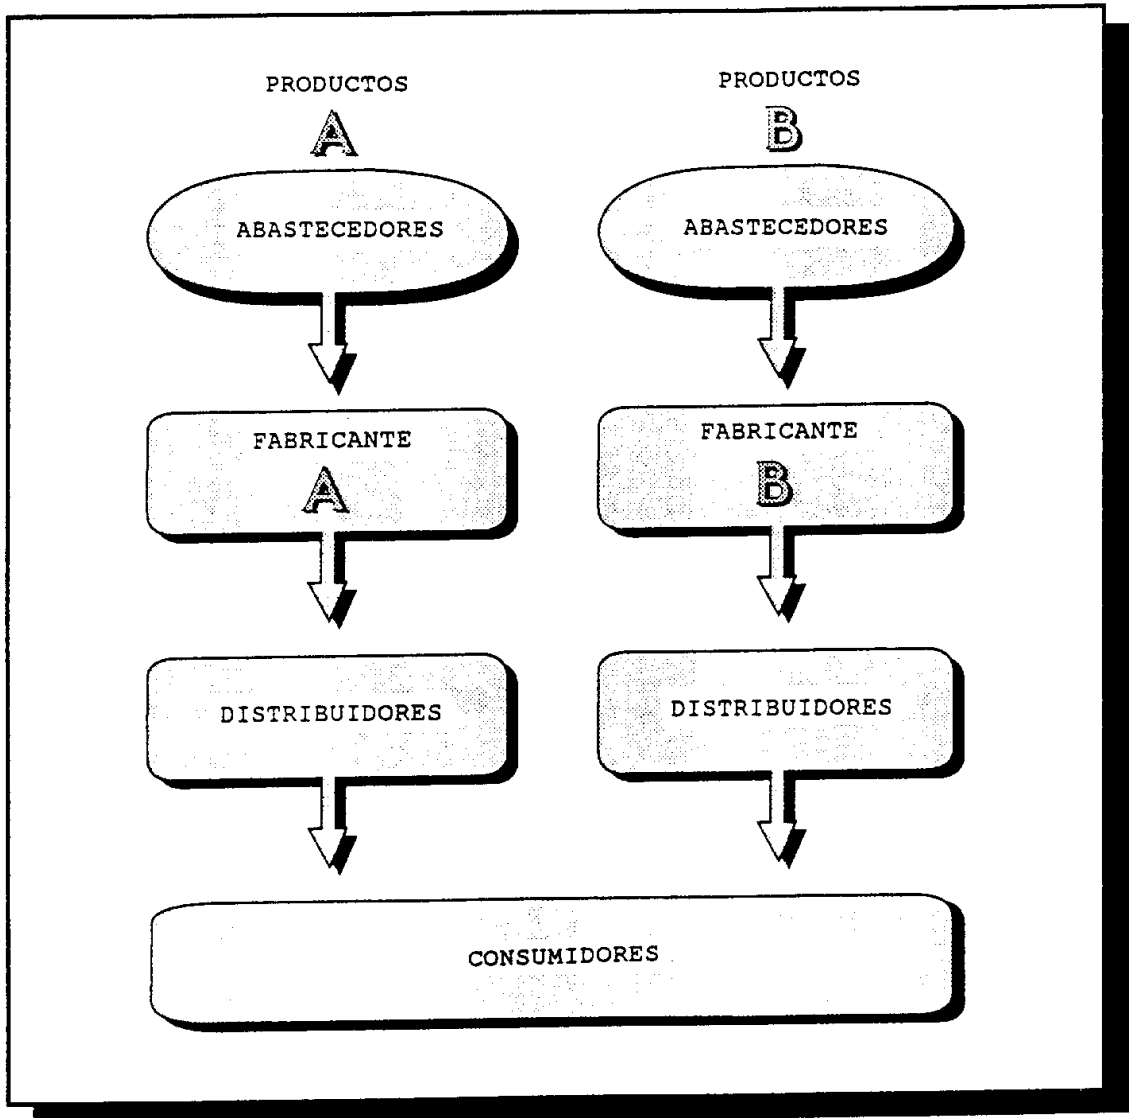 PRODUCTOS
A
ABASTECEDORES
FABRICANTE
A
DISTRIBUIDORES
PRODUCTOS
B
ABASTECEDORES
FABRICANTE
B
DISTRIBUIDORES
CONSUMIDORES